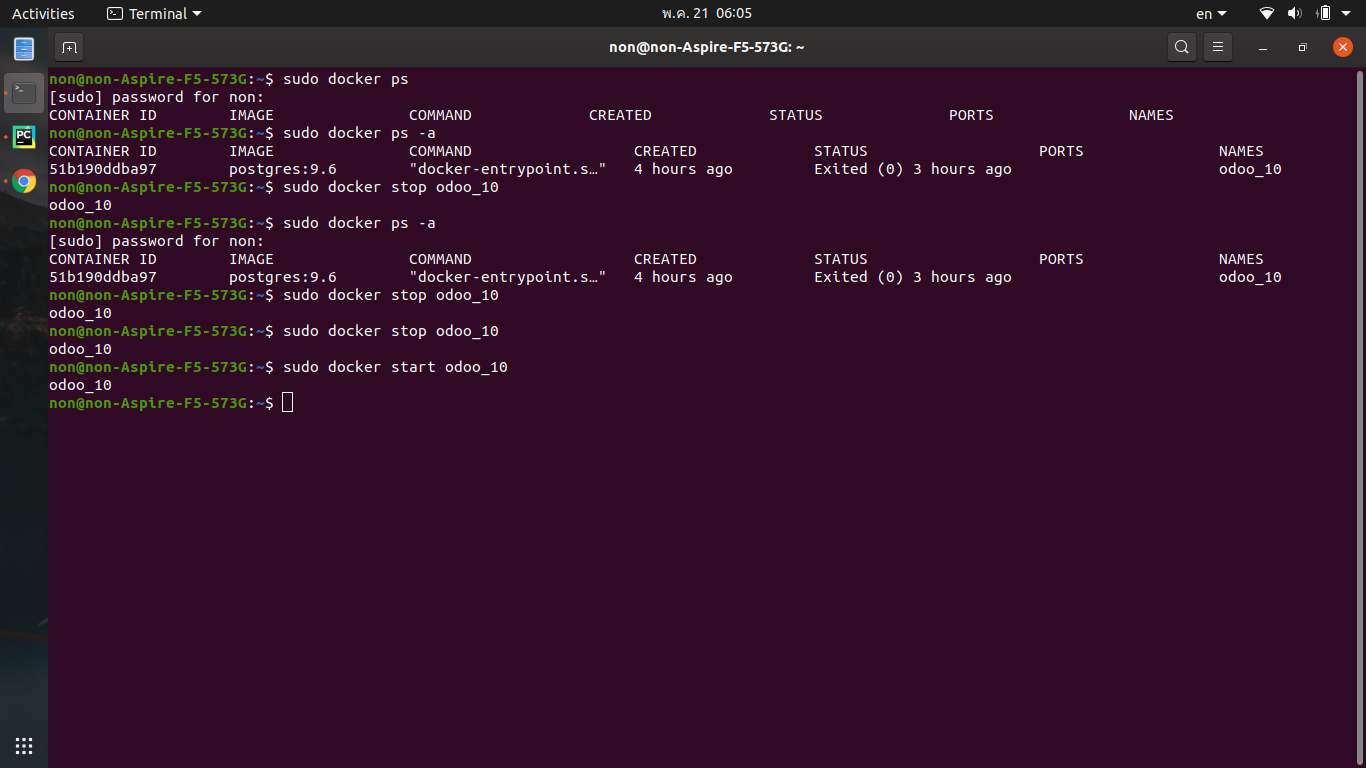 Activities Terminal พ.ค. 21 06:05 en
non@non-Aspire-F5-573G: ~
non@non-Aspire-F5-573G:~$ sudo docker ps
[sudo] password for non:
CONTAINER ID IMAGE COMMAND CREATED STATUS PORTS NAMES
non@non-Aspire-F5-573G:~$ sudo docker ps -a
CONTAINER ID IMAGE COMMAND CREATED STATUS PORTS NAMES
51b190ddba97 postgres:9.6 "docker-entrypoint.s…" 4 hours ago Exited (0) 3 hours ago odoo_10
non@non-Aspire-F5-573G:~$ sudo docker stop odoo_10
odoo_10
non@non-Aspire-F5-573G:~$ sudo docker ps -a
[sudo] password for non:
CONTAINER ID IMAGE COMMAND CREATED STATUS PORTS NAMES
51b190ddba97 postgres:9.6 "docker-entrypoint.s…" 4 hours ago Exited (0) 3 hours ago odoo_10
non@non-Aspire-F5-573G:~$ sudo docker stop odoo_10
odoo_10
non@non-Aspire-F5-573G:~$ sudo docker stop odoo_10
odoo_10
non@non-Aspire-F5-573G:~$ sudo docker start odoo_10
odoo_10
non@non-Aspire-F5-573G:~$
PC